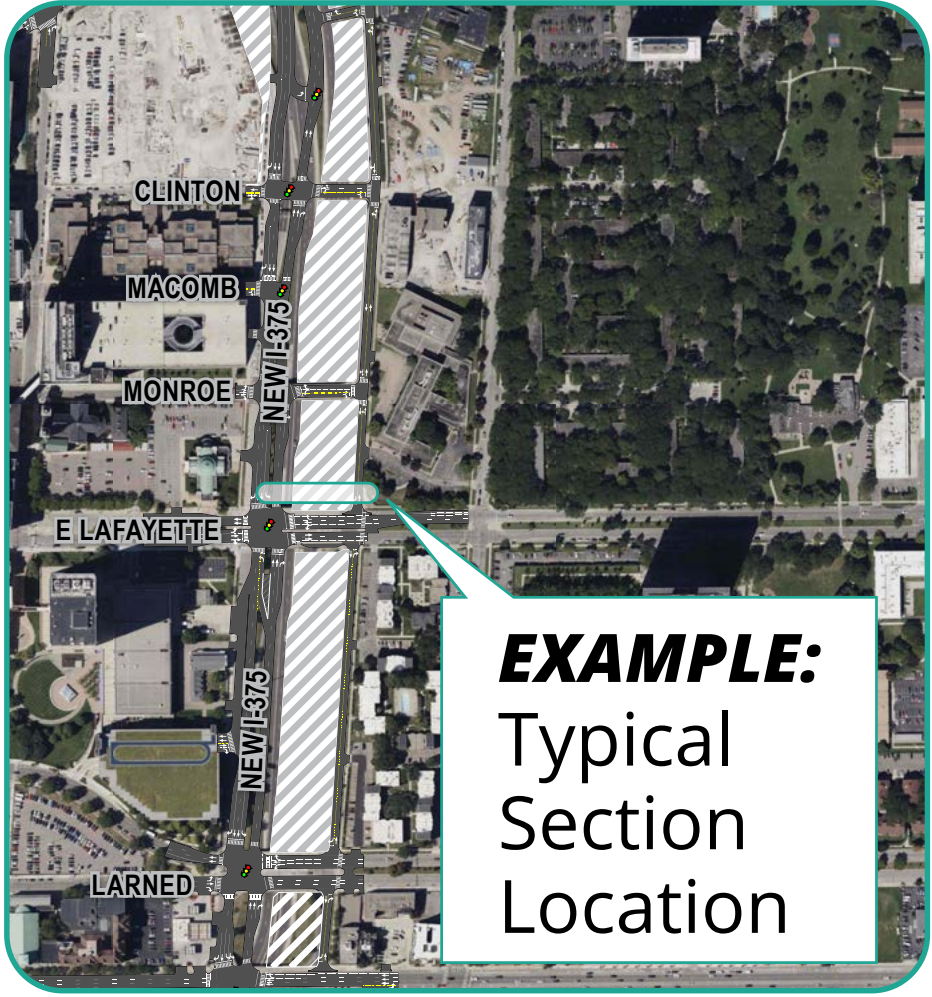 CLINTON
MACOMB
NEW I-375
MONROE
E LAFAYETTE
EXAMPLE:
Typical
Section
Location
NEW I-375
LARNED